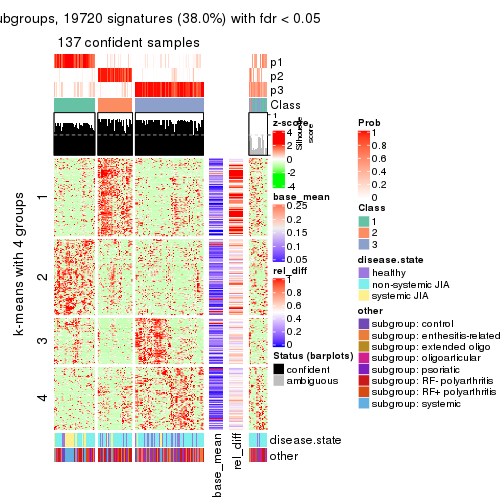 ubgroups, 19720 signatures (38.0%) with fdr < 0.05
137 confident samples
p1
p2
p3
Class
1
Silhouette
score
k-means with 4 groups
1
2
3
4
z-score
4
2
0
-2
-4
base_mean
0.25
0.2
0.15
0.1
0.05
rel_diff
1
0.8
0.6
0.4
0.2
0
Status (barplots)
confident
ambiguous
Prob
1
0.8
0.6
0.4
0.2
0
Class
1
2
3
disease.state
healthy
non-systemic JIA
systemic JIA
other
subgroup: control
subgroup: enthesitis-related
subgroup: extended oligo
subgroup: oligoarticular
subgroup: psoriatic
subgroup: RF- polyarthritis
subgroup: RF+ polyarthritis
subgroup: systemic
disease.state
other
base_mean
rel_diff